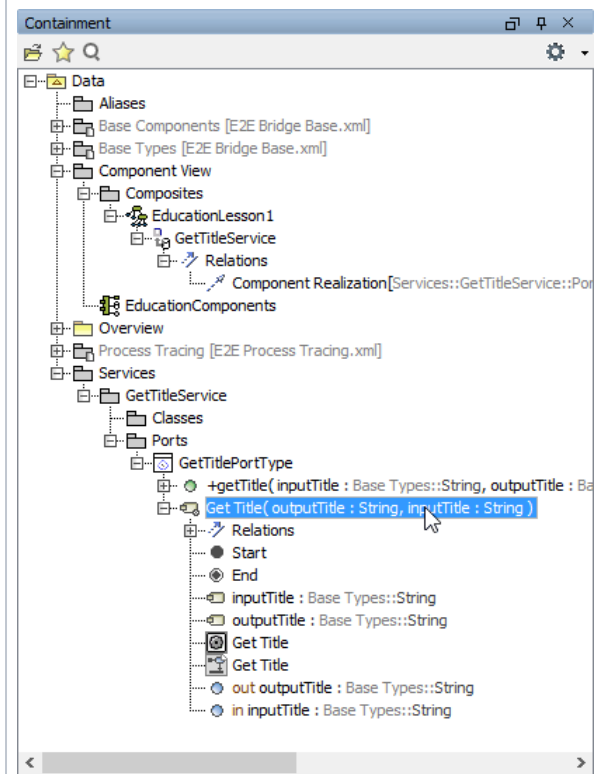 Containment
Data
Aliases
Base Components [E2E Bridge Base.xml]
Base Types [E2E Bridge Base.xml]
Component View
Composites
EducationLesson1
GetTitleService
Relations
Component Realization[Services::GetTitleService::Por
EducationComponents
Overview
Process Tracing [E2E Process Tracing.xml]
Services
GetTitleService
Classes
Ports
GetTitlePortType
+getTitle( inputTitle : Base Types::String, outputTitle : Ba
Get Title( outputTitle : String, inputTitle : String )
Relations
Start
End
inputTitle : Base Types::String
outputTitle : Base Types::String
Get Title
Get Title
out outputTitle : Base Types::String
in inputTitle : Base Types::String